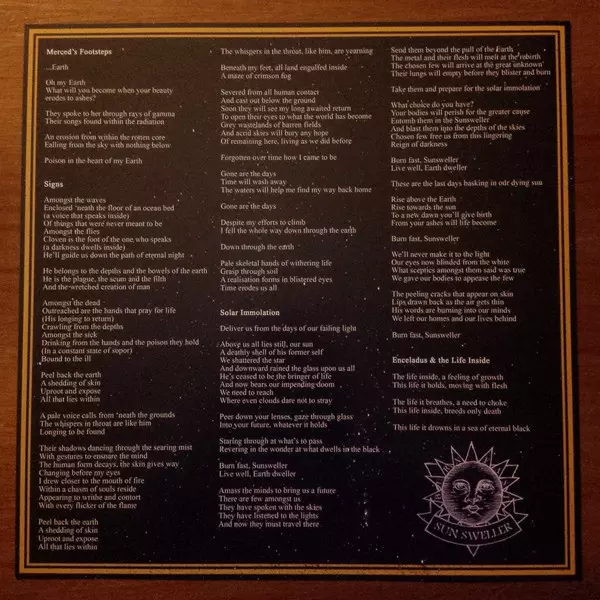 Merced's Footsteps
...Earth
Oh my Earth
What will you become when your beauty
erodes to ashes?
They spoke to her through rays of gamma
Their songs found within the radiation
An erosion from within the rotten core
Falling from the sky with nothing below
Poison in the heart of my Earth
Signs
Amongst the waves
Enclosed 'neath the floor of an ocean bed
(a voice that speaks inside)
Of things that were never meant to be
Amongst the flies
Cloven is the foot of the one who speaks
(a darkness dwells inside)
He'll guide us down the path of eternal night
He belongs to the depths and the bowels of the earth
He is the plague, the scum and the filth
And the wretched creation of man
Amongst the dead
Outreached are the hands that pray for life
(His longing to return)
Crawling from the depths
Amongst the sick
Drinking from the hands and the poison they hold
(In a constant state of stupor)
Bound to the ill
Peel back the earth
A shedding of skin
Uproot and expose
All that lies within
A pale voice calls from 'neath the grounds
The whispers in throat are like him
Longing to be found
Their shadows dancing through the searing mist
With gestures to ensnare the mind
The human form decays, the skin gives way
Changing before my eyes
I drew closer to the mouth of fire
Within a chasm of souls reside
Appearing to writhe and contort
With every flicker of the flame
Peel back the earth
A shedding of skin
Uproot and expose
All that lies within
The whispers in the throat, like him, are yearning
Beneath my feet, all land engulfed inside
A maze of crimson fog
Severed from all human contact
And cast out below the ground
Soon they will see my long awaited return
To open their eyes to what the world has become
Grey wastelands of barren fields
And acrid skies will bury any hope
Of remaining here, living as we did before
Forgotten over time how I came to be
Gone are the days
Time will wash away
The waters will help me find my way back home
Gone are the days
Despite my efforts to climb
I fell the whole way down through the earth
Down through the earth
Pale skeletal hands of withering life
Grasp through soil
A realisation forms in blistered eyes
Time erodes us all
Solar Immolation
Deliver us from the days of our failing light
Above us all lies still, our sun
A deathly shell of his former self
We shattered the star
And downward rained the glass upon us all
He's ceased to be the bringer of life
And now bears our impending doom
We need to reach
Where even clouds dare not to stray
Peer down your lenses, gaze through glass
Into your future, whatever it holds
Staring through at what's to pass
Revering in the wonder at what dwells in the black
Burn fast, Sunsweller
Live well, Earth dweller
Amass the minds to bring us a future
There are few amongst us
They have spoken with the skies
They have listened to the lights
And now they must travel there
Send them beyond the pull of the Earth
The metal and their flesh will melt at the rebirth
The chosen few will arrive at the great unknown
Their lungs will empty before they blister and burn
Take them and prepare for the solar immolation
What choice do you have?
Your bodies will perish for the greater cause
Entomb them in the Sunsweller
And blast them into the depths of the skies
Chosen few free us from this lingering
Reign of darkness
Burn fast, Sunsweller
Live well, Earth dweller
These are the last days basking in our dying sun
Rise above the Earth
Rise towards the sun
To a new dawn you'll give birth
From your ashes will life become
Burn fast, Sunsweller
We'll never make it to the light
Our eyes now blinded from the white
What sceptics amongst them said was true
We gave our bodies to appease the few
The peeling cracks that appear on skin
Lips drawn back as the air gets thin
His words are burning into our minds
We left our homes and our lives behind
Burn fast, Sunsweller
Enceladus & the Life Inside
The life inside, a feeling of growth
This life it holds, moving with flesh
The life it breathes, a need to choke
This life inside, breeds only death
This life it drowns in a sea of eternal black
SUN SWELLER